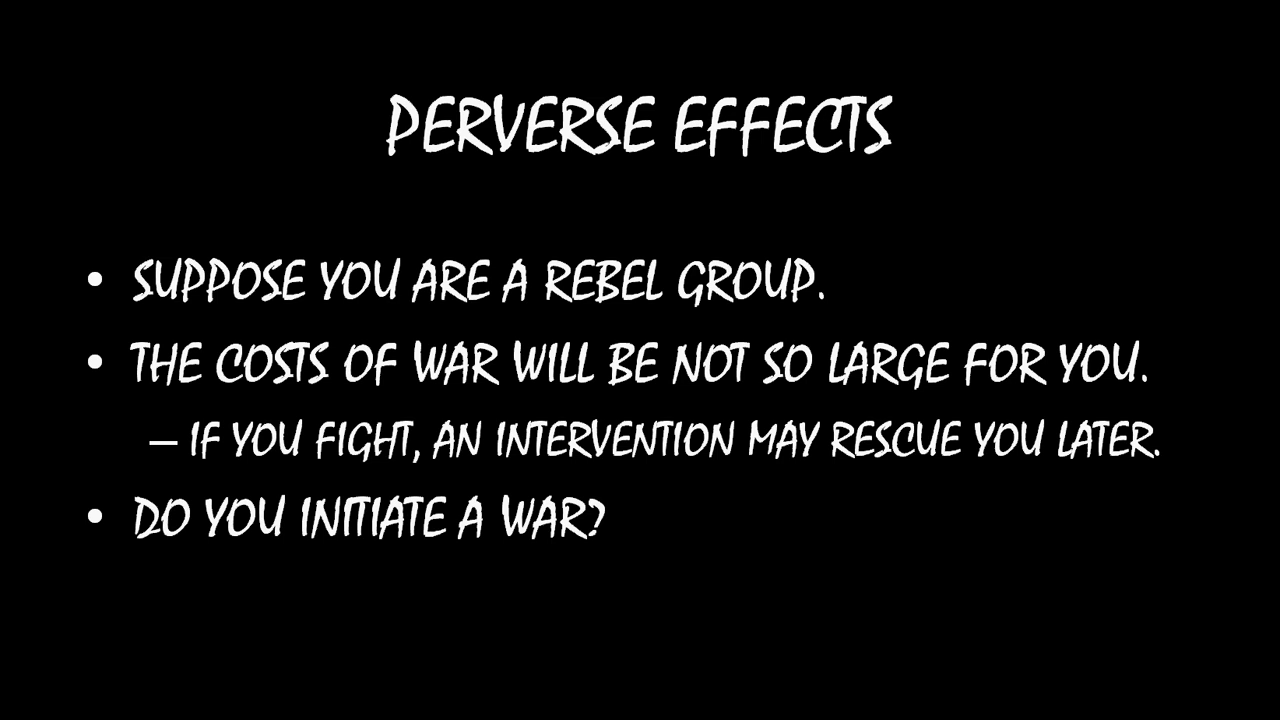 PERVERSE EFFECTS
• SUPPOSE YOU ARE A REBEL GROUP.
• THE COSTS OF WAR WILL BE NOT SO LARGE FOR YOU.
– IF YOU FIGHT, AN INTERVENTION MAY RESCUE YOU LATER.
• DO YOU INITIATE A WAR?